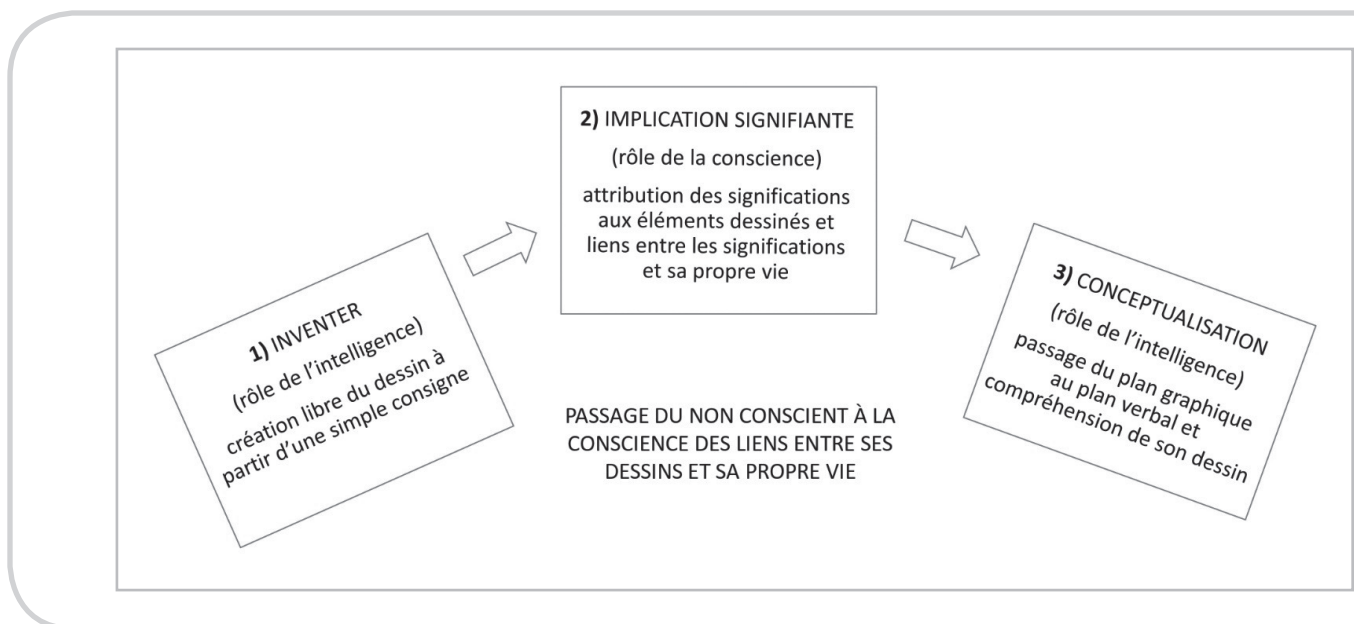 1) INVENTER
(rôle de l’intelligence)
création libre du dessin à
partir d’une simple consigne
2) IMPLICATION SIGNIFIANTE
(rôle de la conscience)
attribution des significations
aux éléments dessinés et
liens entre les significations
et sa propre vie
3) CONCEPTUALISATION
(rôle de l’intelligence)
passage du plan graphique
au plan verbal et
compréhension de son dessin
PASSAGE DU NON CONSCIENT À LA
CONSCIENCE DES LIENS ENTRE SES
DESSINS ET SA PROPRE VIE